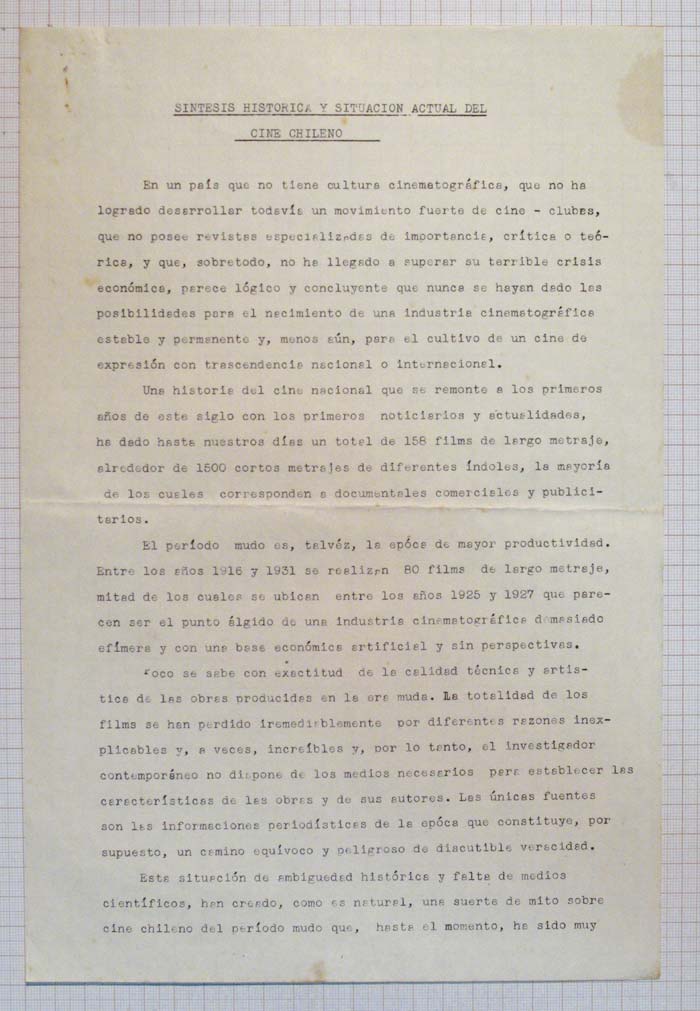 SINTESIS HISTORICA Y SITUACION ACTUAL DEL
CINE CHILENO
En un país que no tiene cultura cinematográfica, que no ha
logrado desarrollar todavía un movimiento fuerte de cine - clubes,
que no posee revistas especializadas de importancia, crítica o teó-
rica, y que, sobretodo, no ha llegado a superar su terrible crisis
económica, parece lógico y concluyente que nunca se hayan dado las
posibilidades para el nacimiento de una industria cinematográfica
estable y permanente y, menos aún, para el cultivo de un cine de
expresión con trascendencia nacional o internacional.
Una historia del cine nacional que se remonte a los primeros
años de este siglo con los primeros noticiarios y actualidades,
ha dado hasta nuestros días un total de 158 films de largo metraje,
alrededor de 1500 cortos metrajes de diferentes índoles, la mayoría
de los cuales corresponden a documentales comerciales y publici-
tarios.
El período mudo es, talvéz, la epóca de mayor productividad.
Entre los años 1916 y 1931 se realizan 80 films de largo metraje,
mitad de los cuales se ubican entre los años 1925 y 1927 que pare-
cen ser el punto álgido de una industria cinematográfica demasiado
efímera y con una base económica artificial y sin perspectivas.
Poco se sabe con exactitud de la calidad técnica y artis-
tica de las obras producidas en la era muda. La totalidad de los
films se han perdido iremediablemente por diferentes razones inex-
plicables y, a veces, increíbles y, por lo tanto, el investigador
contemporáneo no dispone de los medios necesarios para establecer las
características de las obras y de sus autores. Las únicas fuentes
son las informaciones periodísticas de la epóca que constituye, por
supuesto, un camino equívoco y peligroso de discutible veracidad.
Esta situación de ambiguedad histórica y falta de medios
científicos, han creado, como es natural, una suerte de mito sobre
cine chileno del período mudo que, hasta el momento, ha sido muy